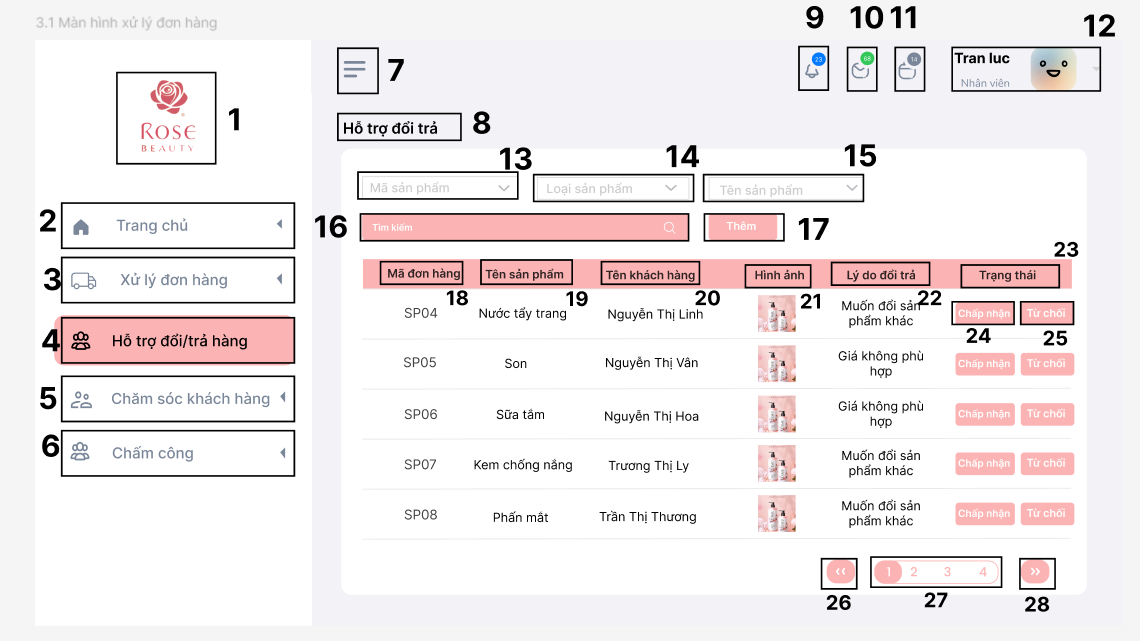 3.1 Màn hình xử lý đơn hàng
9
10
11
12
23
68
14
Tran luc
Nhân viên
7
ROSE
BEAUTY
1
Hỗ trợ đổi trả
8
13
14
15
Mã sản phẩm
Loại sản phẩm
Tên sản phẩm
2
Trang chủ
16
Tìm kiếm
Thêm
17
3
Xử lý đơn hàng
23
Mã đơn hàng
Tên sản phẩm
Tên khách hàng
Hình ảnh
Lý do đổi trả
Trạng thái
18
19
20
21
22
SP04
Nước tẩy trang
Nguyễn Thị Linh
Muốn đổi sản
phẩm khác
Chấp nhận
Từ chối
24
25
4
Hỗ trợ đổi/trả hàng
SP05
Son
Nguyễn Thị Vân
Giá không phù
hợp
Chấp nhận
Từ chối
5
Chăm sóc khách hàng
SP06
Sữa tắm
Nguyễn Thị Hoa
Giá không phù
hợp
Chấp nhận
Từ chối
6
Chấm công
SP07
Kem chống nắng
Trương Thị Ly
Muốn đổi sản
phẩm khác
Chấp nhận
Từ chối
SP08
Phấn mắt
Trần Thị Thương
Muốn đổi sản
phẩm khác
Chấp nhận
Từ chối
‹‹
1 2 3 4
››
26
27
28